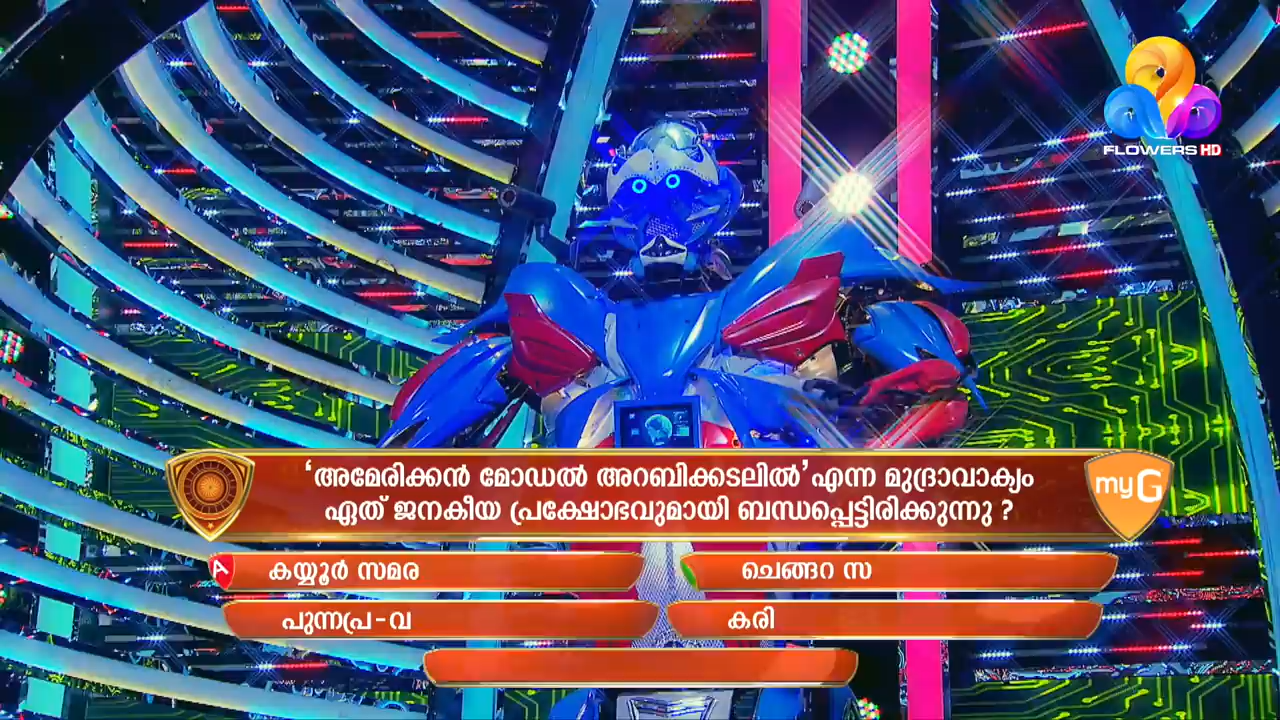 FLOWERS HD
‘അമേരിക്കൻ മോഡൽ അറബിക്കടലിൽ’ എന്ന മുദ്രാവാക്യം
ഏത് ജനകീയ പ്രക്ഷോഭവുമായി ബന്ധപ്പെട്ടിരിക്കുന്നു ?
myG
A കയ്യൂർ സമര
ചെങ്ങറ സ
പുന്നപ്ര-വ
കരി